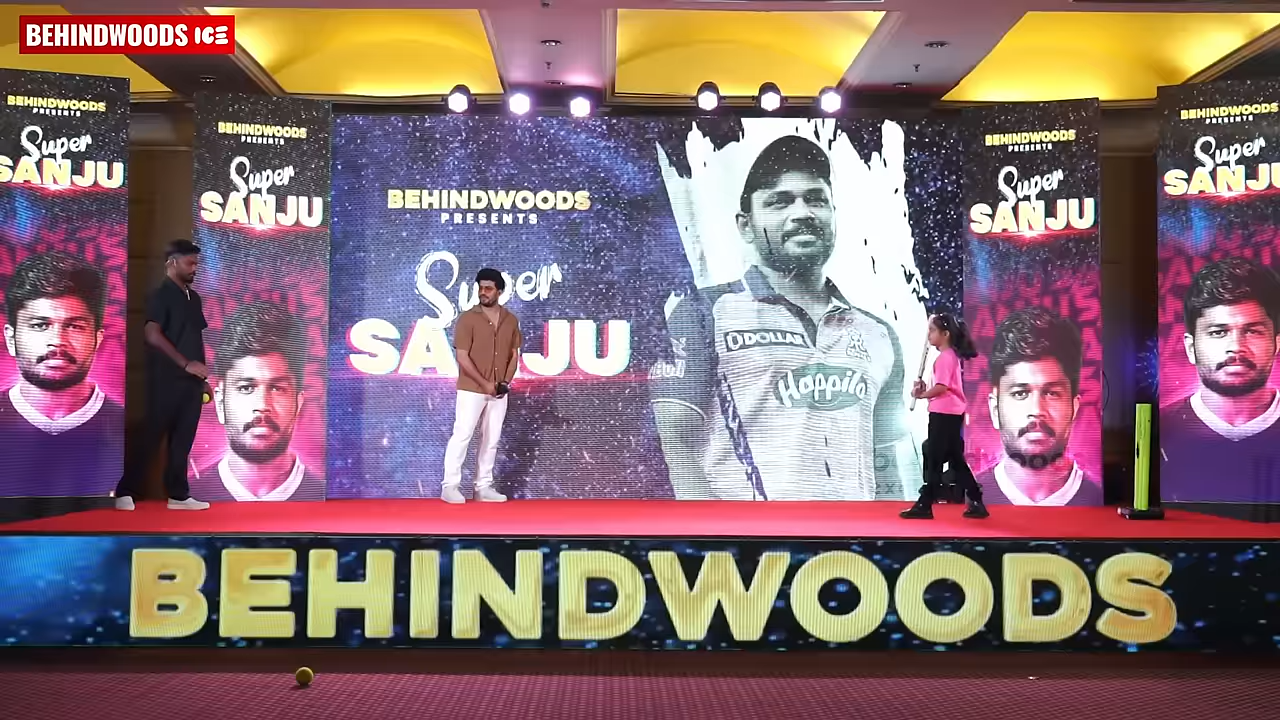 BEHINDWOODS ICE
BEHINDWOODS
PRESENTS
Super
SANJU
BEHINDWOODS
PRESENTS
Super
SANJU
BEHINDWOODS
PRESENTS
Super
SANJU
DOLLAR
Happilo
BEHINDWOODS
PRESENTS
Super
SANJU
BEHINDWOODS
PRESENTS
Super
SANJU
BEHINDWOODS